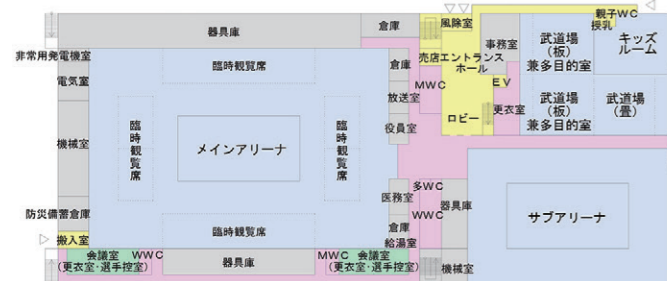 器具庫
倉庫
風除室
親子WC
授乳
非常用発電機室
臨時観覧席
倉庫
売店
エントランス
ホール
事務室
武道場
(板)
兼多目的室
キッズ
ルーム
電気室
放送室
MWC
EV
臨時観覧席
メインアリーナ
臨時観覧席
役員室
ロビー
更衣室
武道場
(板)
兼多目的室
武道場
(畳)
機械室
防災備蓄倉庫
医務室
多WC
器具庫
サブアリーナ
搬入室
臨時観覧席
倉庫
WWC
給湯室
会議室
(更衣室・選手控室)
WWC
器具庫
MWC
会議室
(更衣室・選手控室)
機械室